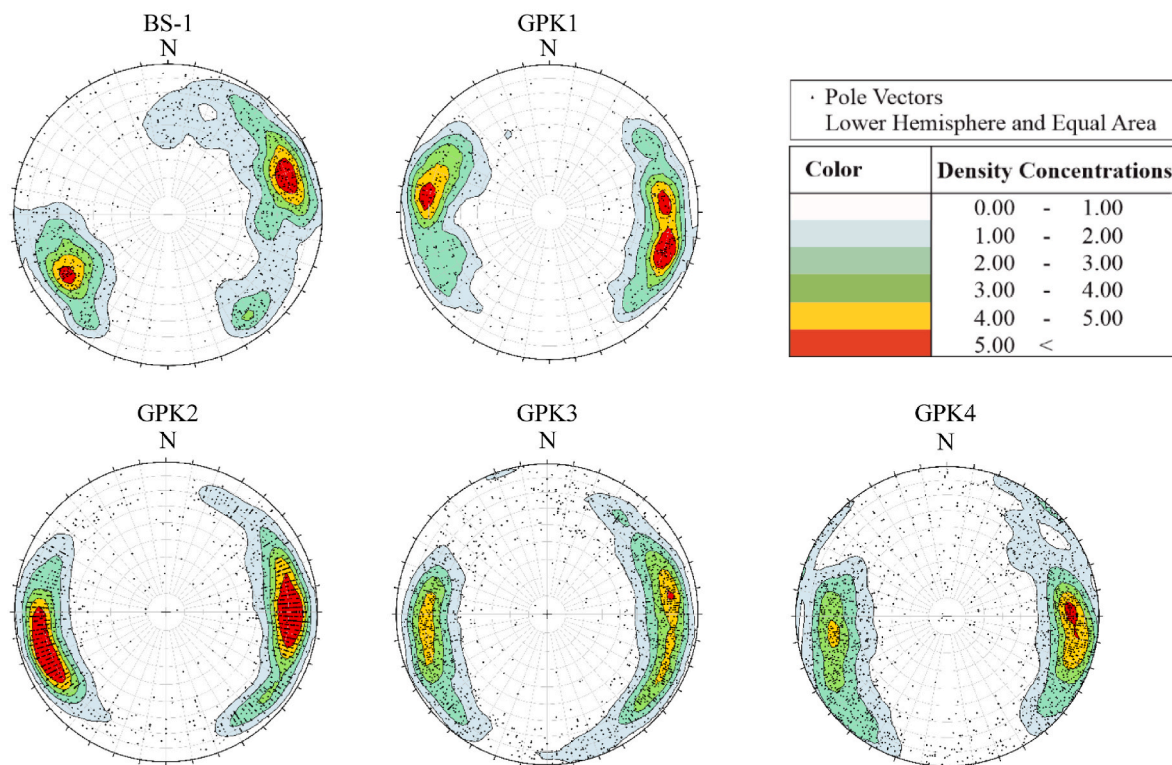 BS-1
N
GPK1
N
· Pole Vectors
Lower Hemisphere and Equal Area
Color Density Concentrations
0.00 - 1.00
1.00 - 2.00
2.00 - 3.00
3.00 - 4.00
4.00 - 5.00
5.00 <
GPK2
N
GPK3
N
GPK4
N